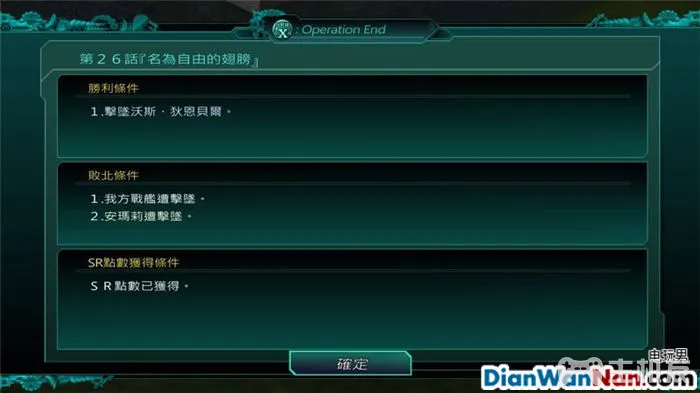 X : Operation End
第２６話『名為自由的翅膀』
勝利條件
１.擊墜沃斯．狄恩貝爾。
敗北條件
１.我方戰艦遭擊墜。
２.安瑪莉遭擊墜。
SR點數獲得條件
ＳＲ點數已獲得。
確定
电玩男
DianWanNan.com